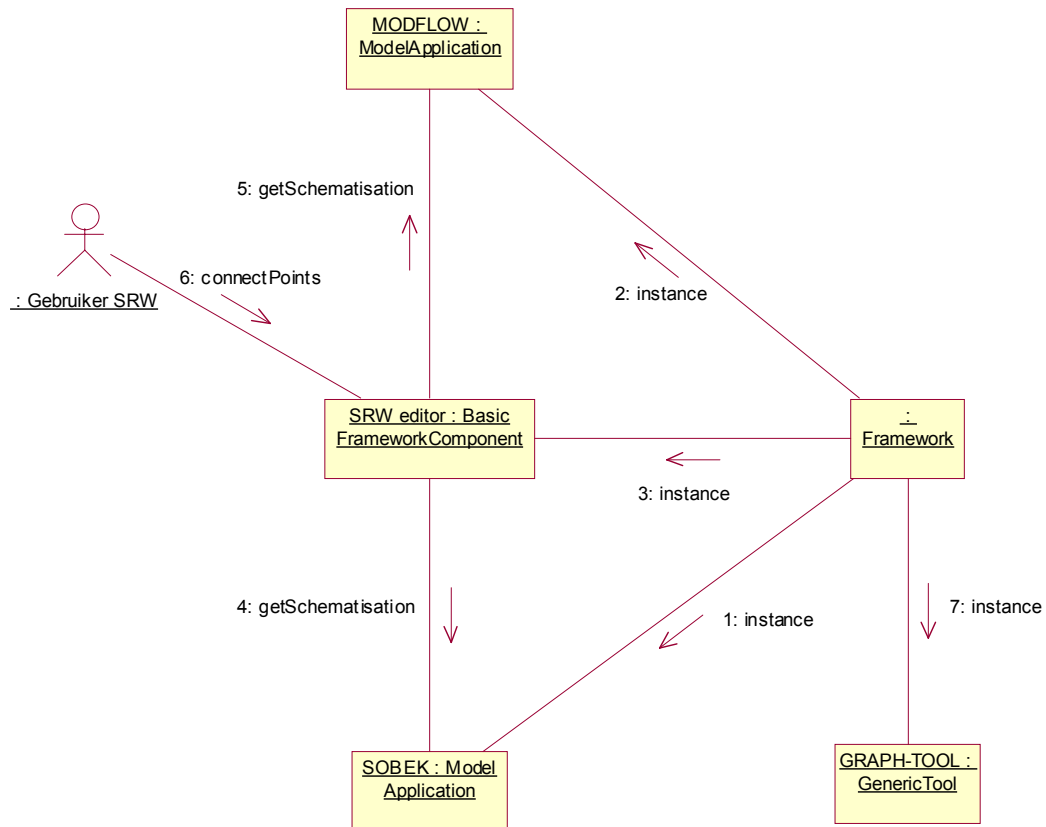 MODFLOW :
ModelApplication
5: getSchematisation
6: connectPoints
: Gebruiker SRW
2: instance
SRW editor : Basic
FrameworkComponent
:
Framework
3: instance
4: getSchematisation
1: instance
7: instance
SOBEK : Model
Application
GRAPH-TOOL :
GenericTool